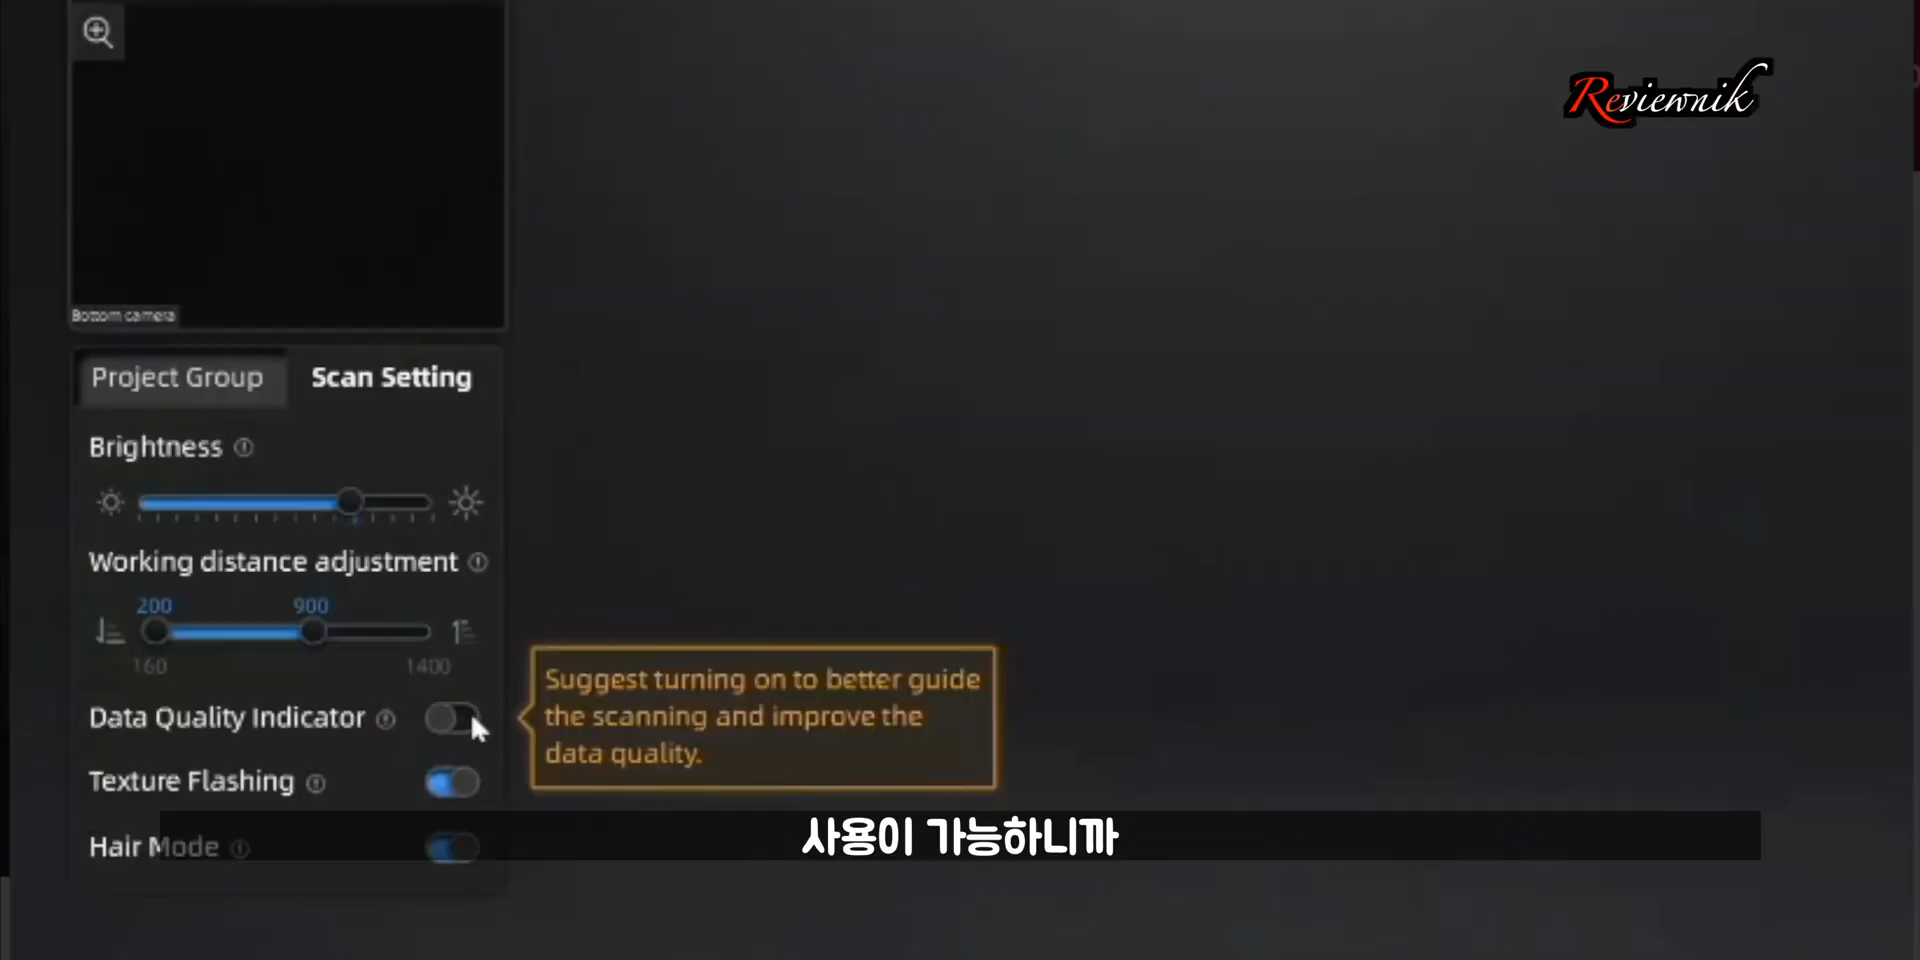 Reviewnik
Bottom camera
Project Group
Scan Setting
Brightness
Working distance adjustment
200
900
160
1400
Data Quality Indicator
Suggest turning on to better guide
the scanning and improve the
data quality.
Texture Flashing
Hair Mode
사용이 가능하니까